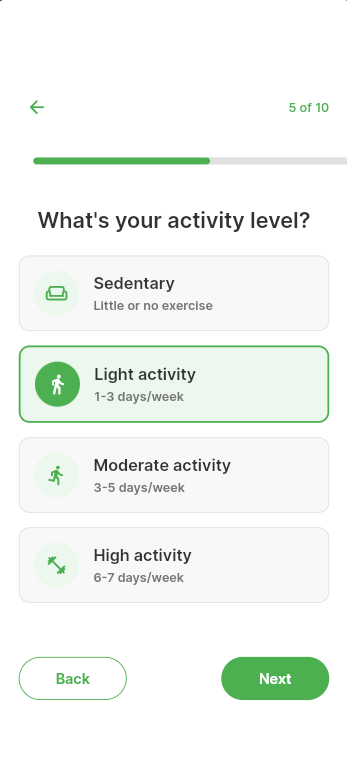 5 of 10
What's your activity level?
Sedentary
Little or no exercise
Light activity
1-3 days/week
Moderate activity
3-5 days/week
High activity
6-7 days/week
Back
Next